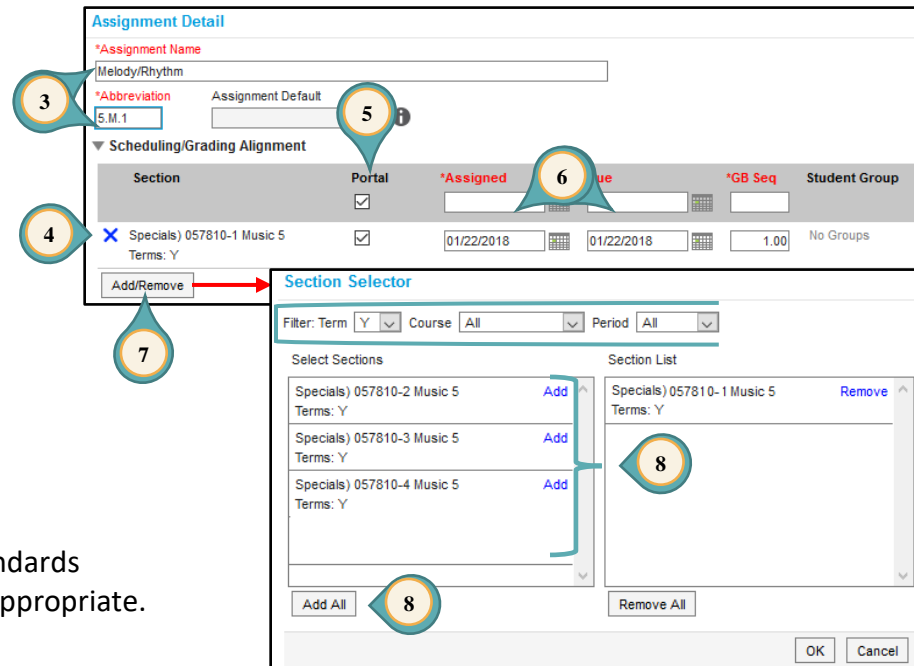 Assignment Detail
*Assignment Name
Melody/Rhythm
3
*Abbreviation Assignment Default
5
5.M.1
Scheduling/Grading Alignment
Section Portal *Assigned 6 *GB Seq Student Group
4
Specials) 057810-1 Music 5 01/22/2018 01/22/2018 1.00 No Groups
Terms: Y
Add/Remove
7
Section Selector
Filter: Term Y Course All Period All
Select Sections Section List
Specials) 057810-2 Music 5 Add Specials) 057810-1 Music 5 Remove
Terms: Y Terms: Y
Specials) 057810-3 Music 5 Add
Terms: Y
8
Specials) 057810-4 Music 5 Add
Terms: Y
ndards
ppropriate.
Add All 8 Remove All
OK Cancel